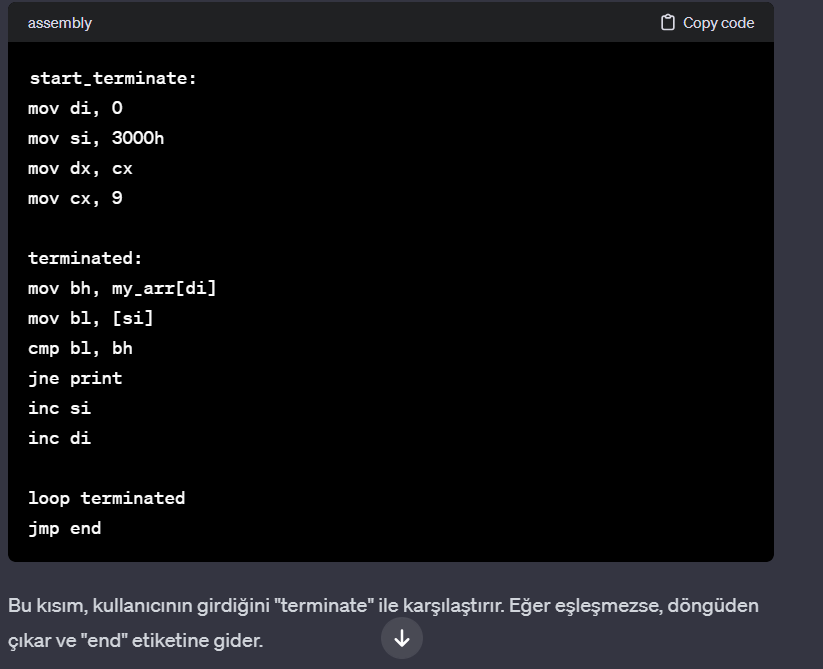 assembly
Copy code
start_terminate:
mov di, 0
mov si, 3000h
mov dx, cx
mov cx, 9
terminated:
mov bh, my_arr[di]
mov bl, [si]
cmp bl, bh
jne print
inc si
inc di
loop terminated
jmp end
Bu kısım, kullanıcının girdiğini "terminate" ile karşılaştırır. Eğer eşleşmezse, döngüden
çıkar ve "end" etiketine gider.